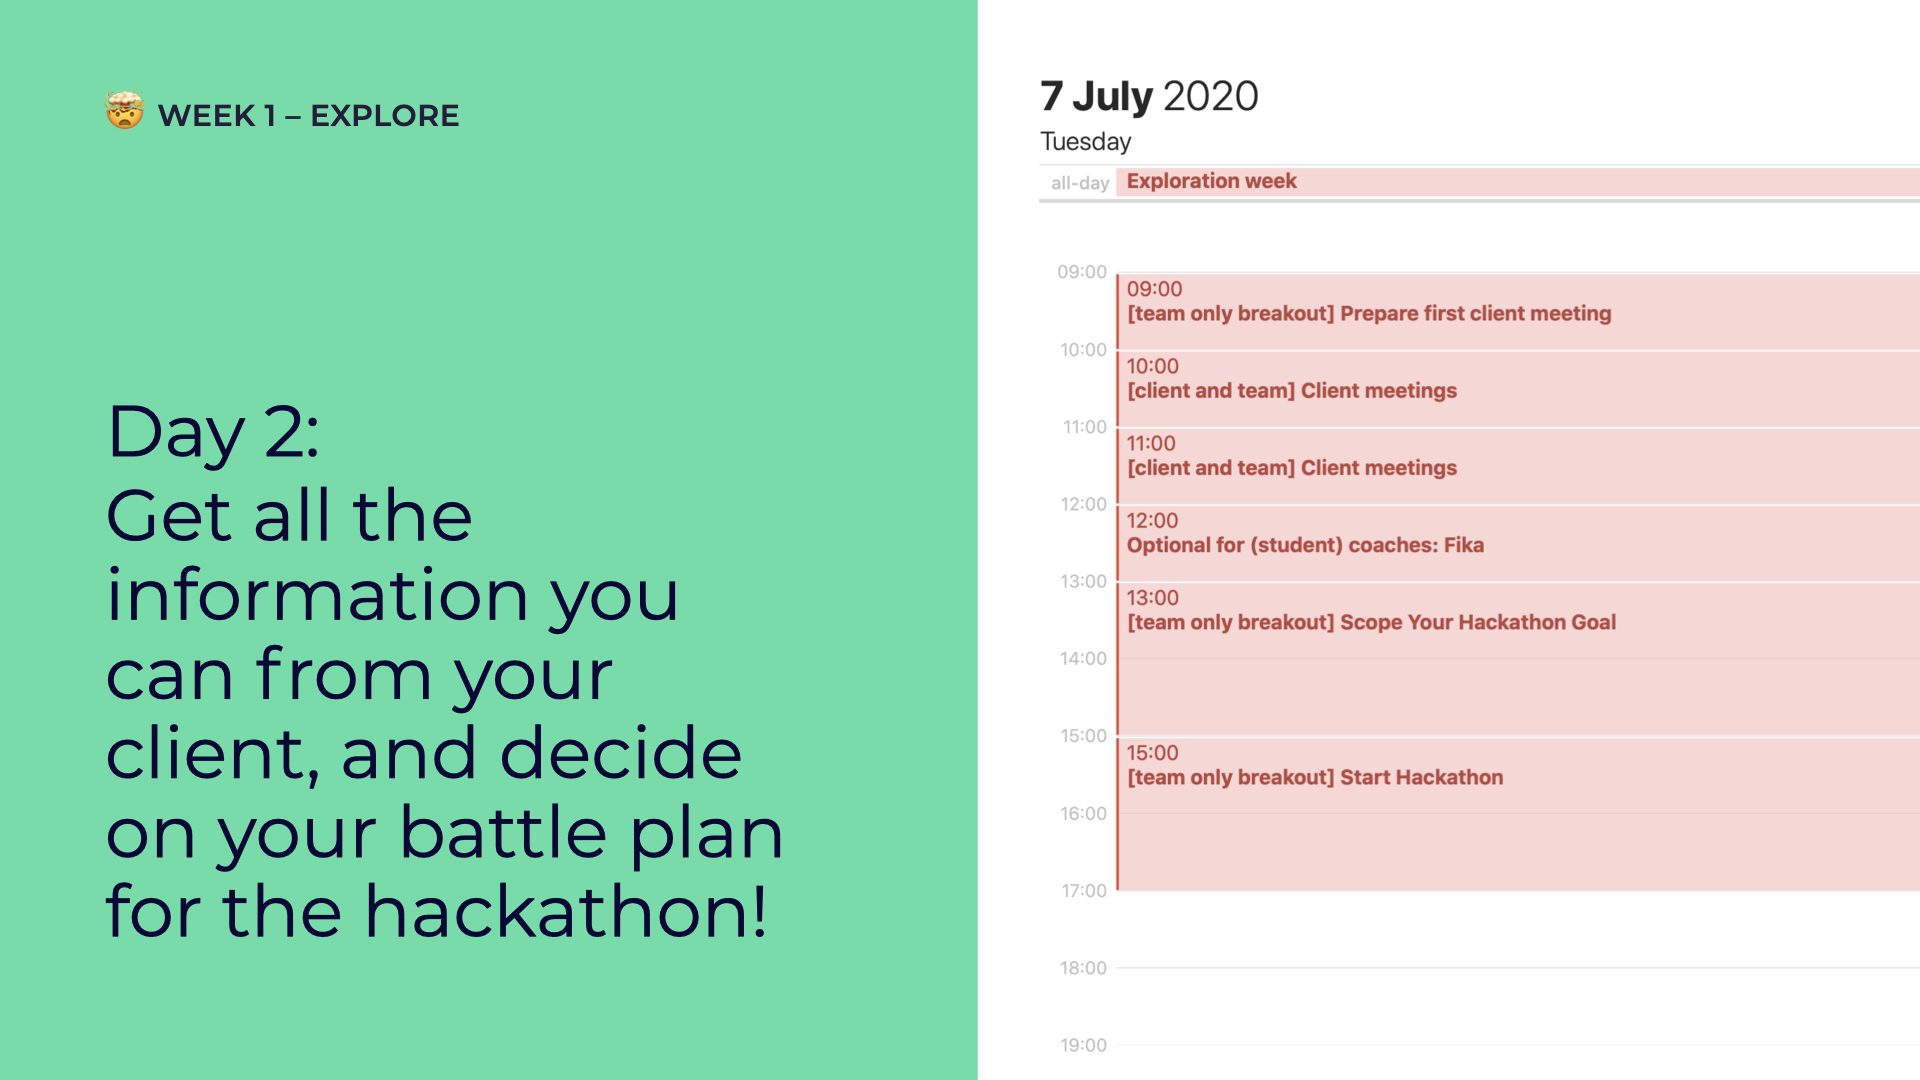 🤯 WEEK 1 – EXPLORE
Day 2:
Get all the
information you
can from your
client, and decide
on your battle plan
for the hackathon!
7 July 2020
Tuesday
all-day Exploration week
09:00
09:00
[team only breakout] Prepare first client meeting
10:00
10:00
[client and team] Client meetings
11:00
11:00
[client and team] Client meetings
12:00
12:00
Optional for (student) coaches: Fika
13:00
13:00
[team only breakout] Scope Your Hackathon Goal
14:00
15:00
15:00
[team only breakout] Start Hackathon
16:00
17:00
18:00
19:00